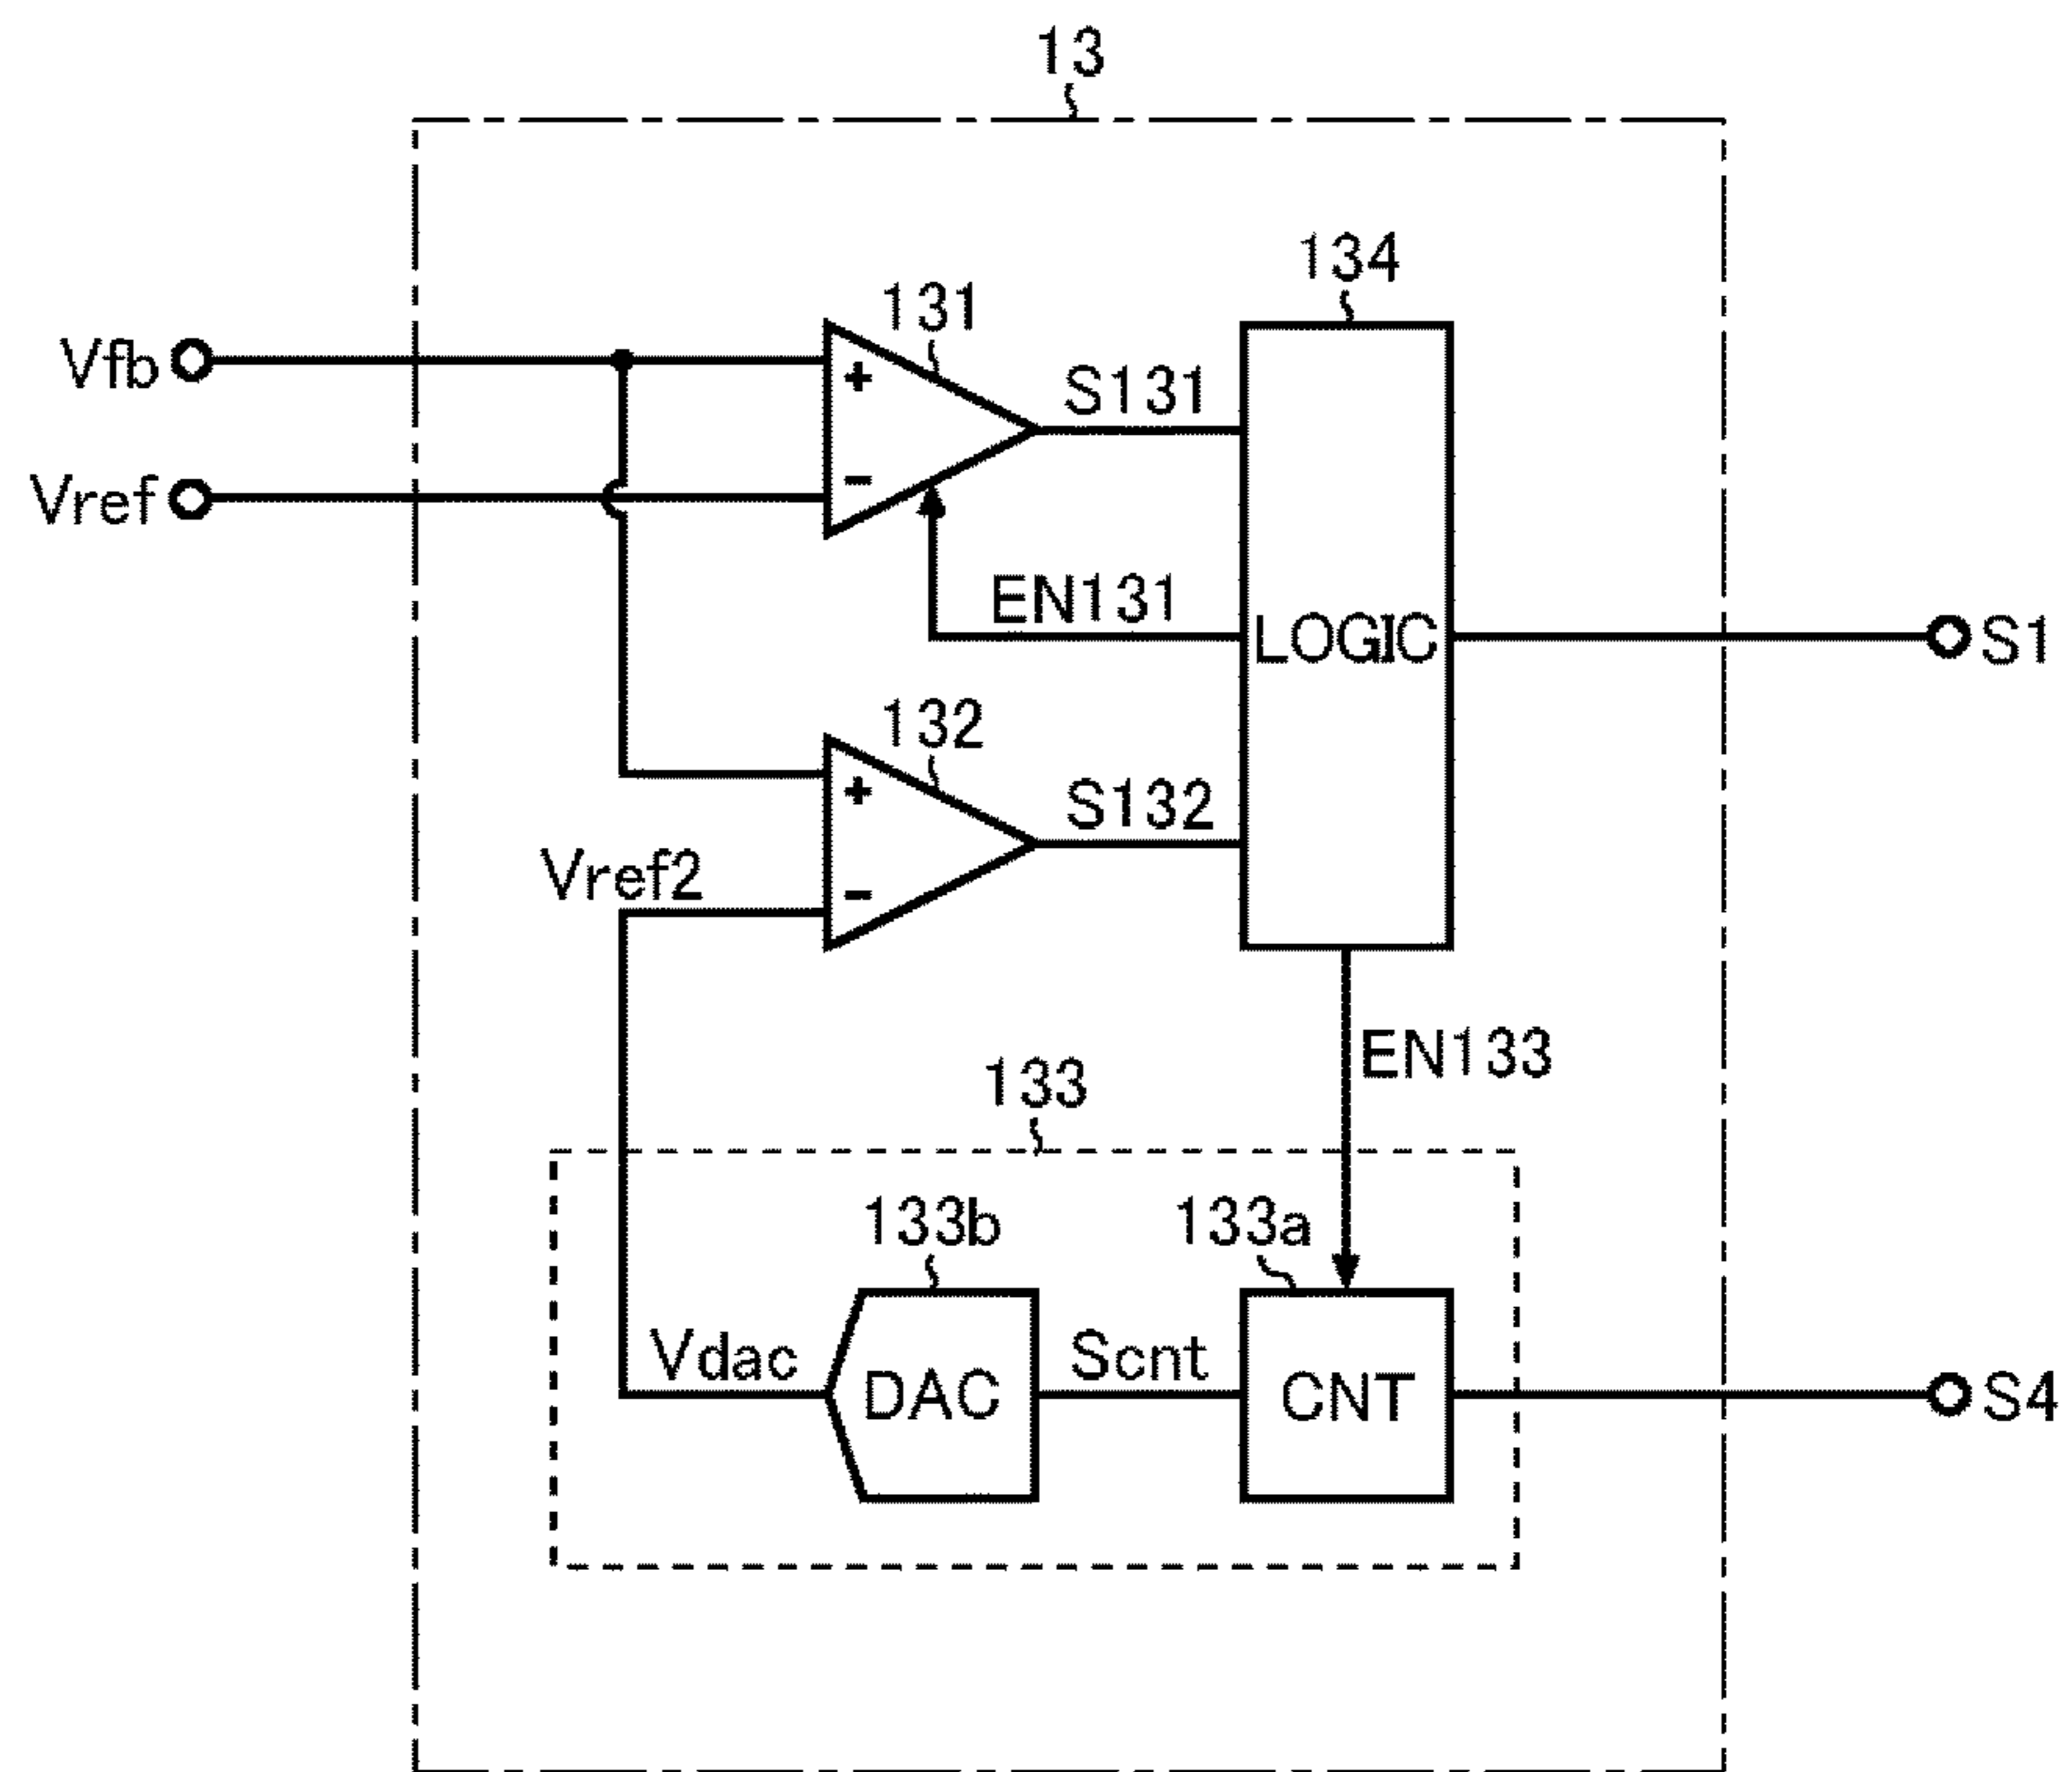 13
134
131
Vfb
+
S131
Vref
-
EN131
LOGIC
S1
132
+
S132
Vref2
-
EN133
133
133b
133a
Vdac
DAC
Scnt
CNT
S4